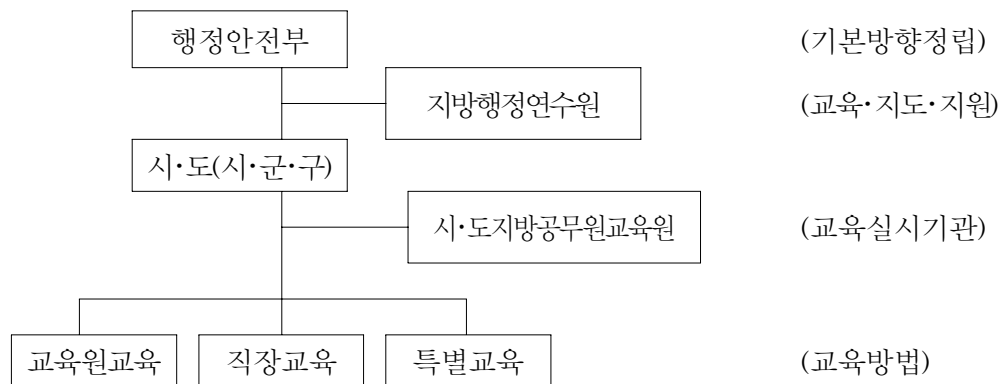 행정안전부 (기본방향정립)
지방행정연수원 (교육·지도·지원)
시·도(시·군·구)
시·도지방공무원교육원 (교육실시기관)
교육원교육 직장교육 특별교육 (교육방법)